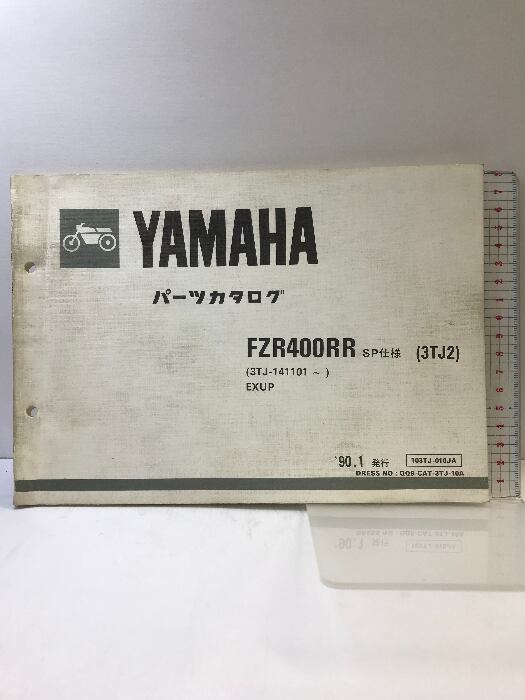 YAMAHA
パーツカタログ
FZR400RR SP仕様 (3TJ2)
(3TJ-141101 ~ )
EXUP
'90.1 発行 103TJ-010JA
DRESS NO : QQ9-CAT-3TJ-10A